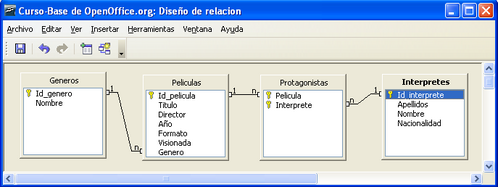 Curso-Base de OpenOffice.org: Diseño de relacion
Archivo Editar Ver Insertar Herramientas Ventana Ayuda
Generos
Id_genero
Nombre
Peliculas
Id_pelicula
Titulo
Director
Año
Formato
Visionada
Genero
Protagonistas
Pelicula
Interprete
Interpretes
Id_interprete
Apellidos
Nombre
Nacionalidad
1
n
1
n
n
1